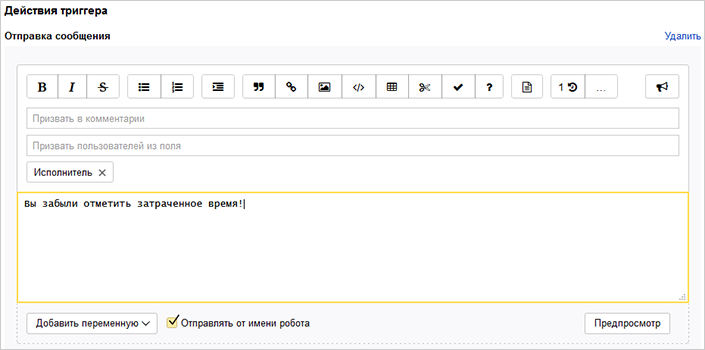 Действия триггера
Отправка сообщения Удалить
B I S ? 1 ...
Призвать в комментарии
Призвать пользователей из поля
Исполнитель ×
Вы забыли отметить затраченное время!
Добавить переменную Отправлять от имени робота Предпросмотр